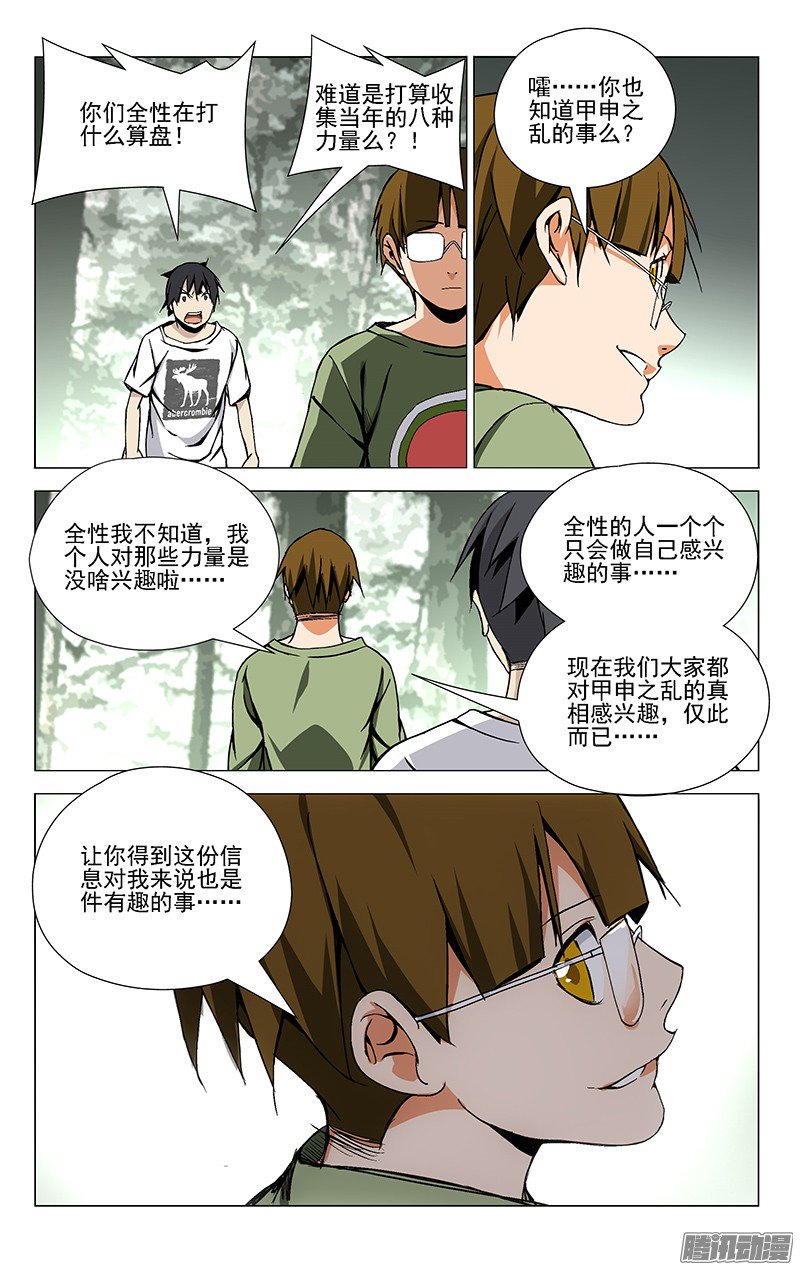 你们全性在打
什么算盘！
难道是打算收
集当年的八种
力量么？！
嚯……你也
知道甲申之
乱的事么？
abercrombie
全性我不知道，我
个人对那些力量是
没啥兴趣啦……
全性的人一个个
只会做自己感兴
趣的事……
现在我们大家都
对甲申之乱的真
相感兴趣，仅此
而已……
让你得到这份信
息对我来说也是
件有趣的事……
腾讯动漫